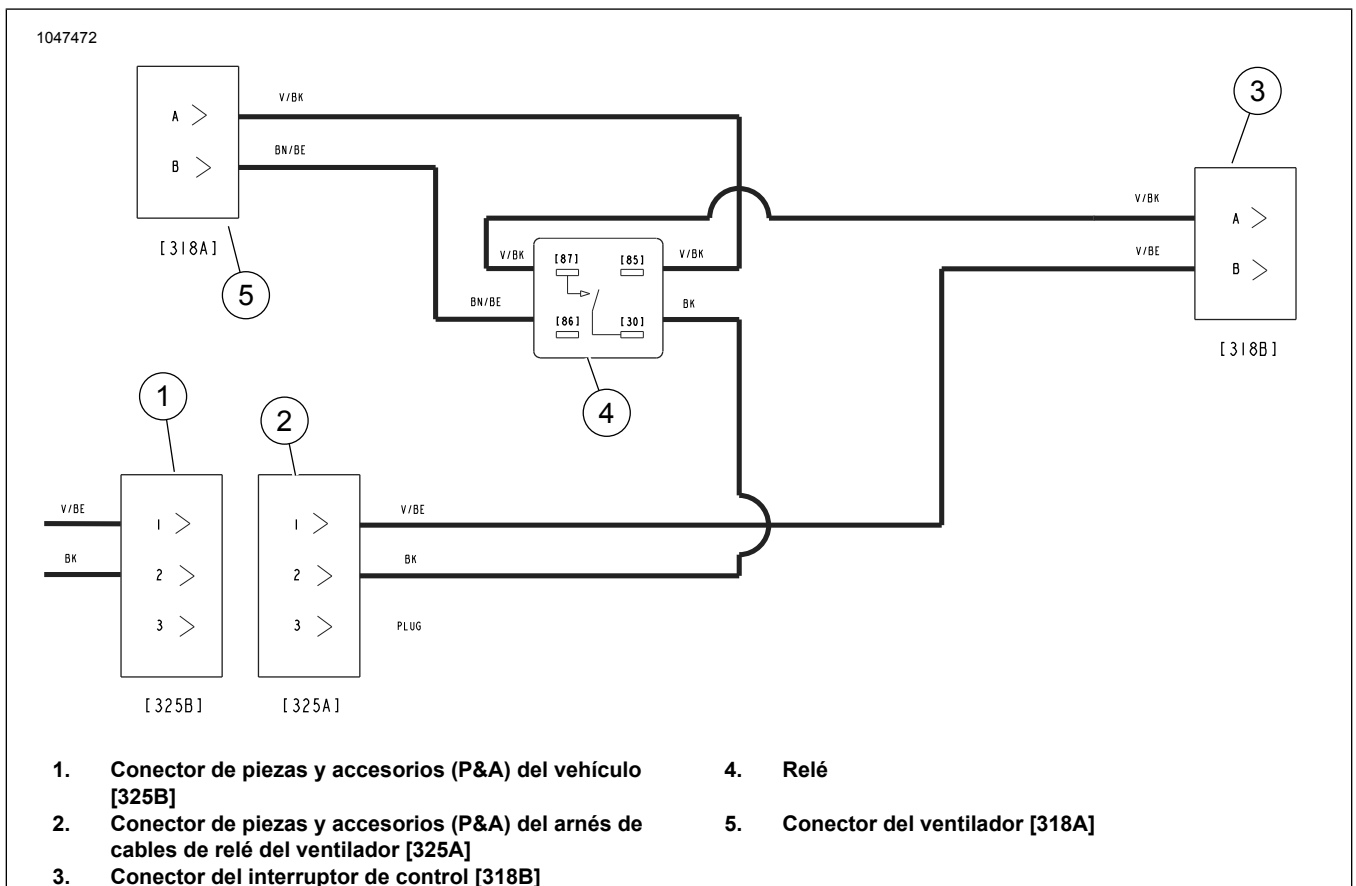 1047472
V/BK
A
BN/BE
B
[318A]
5
3
V/BK
A
V/BE
B
[318B]
V/BK
[87]
[85]
V/BK
BN/BE
[86]
[30]
BK
4
1
2
V/BE
1
BK
2
3
[325B]
1
V/BE
2
BK
3
PLUG
[325A]
1. Conector de piezas y accesorios (P&A) del vehículo
[325B]
2. Conector de piezas y accesorios (P&A) del arnés de
cables de relé del ventilador [325A]
3. Conector del interruptor de control [318B]
4. Relé
5. Conector del ventilador [318A]